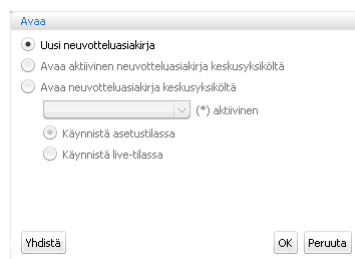 Avaa
Uusi neuvotteluasiakirja
Avaa aktiivinen neuvotteluasiakirja keskusyksiköltä
Avaa neuvotteluasiakirja keskusyksiköltä
(*) aktiivinen
Käynnistä asetustilassa
Käynnistä live-tilassa
Yhdistä OK Peruuta